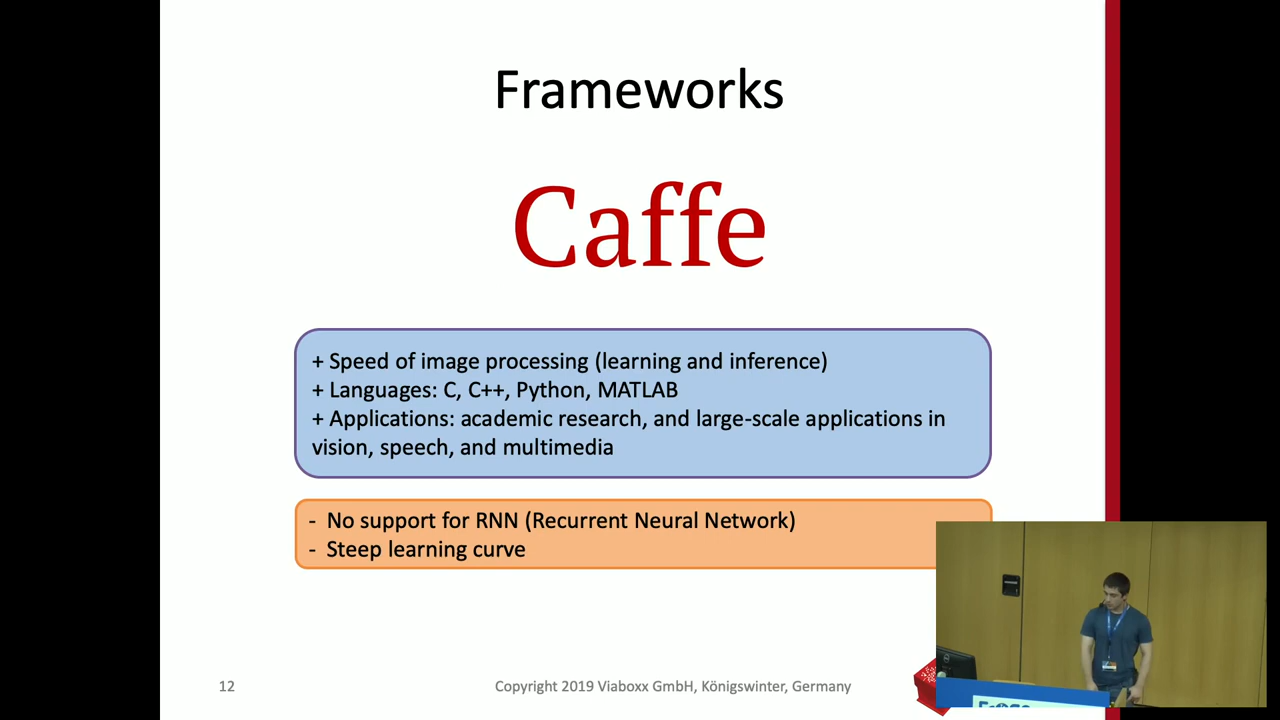 Frameworks
Caffe
+ Speed of image processing (learning and inference)
+ Languages: C, C++, Python, MATLAB
+ Applications: academic research, and large-scale applications in
vision, speech, and multimedia
- No support for RNN (Recurrent Neural Network)
- Steep learning curve
12
Copyright 2019 Viaboxx GmbH, Königswinter, Germany